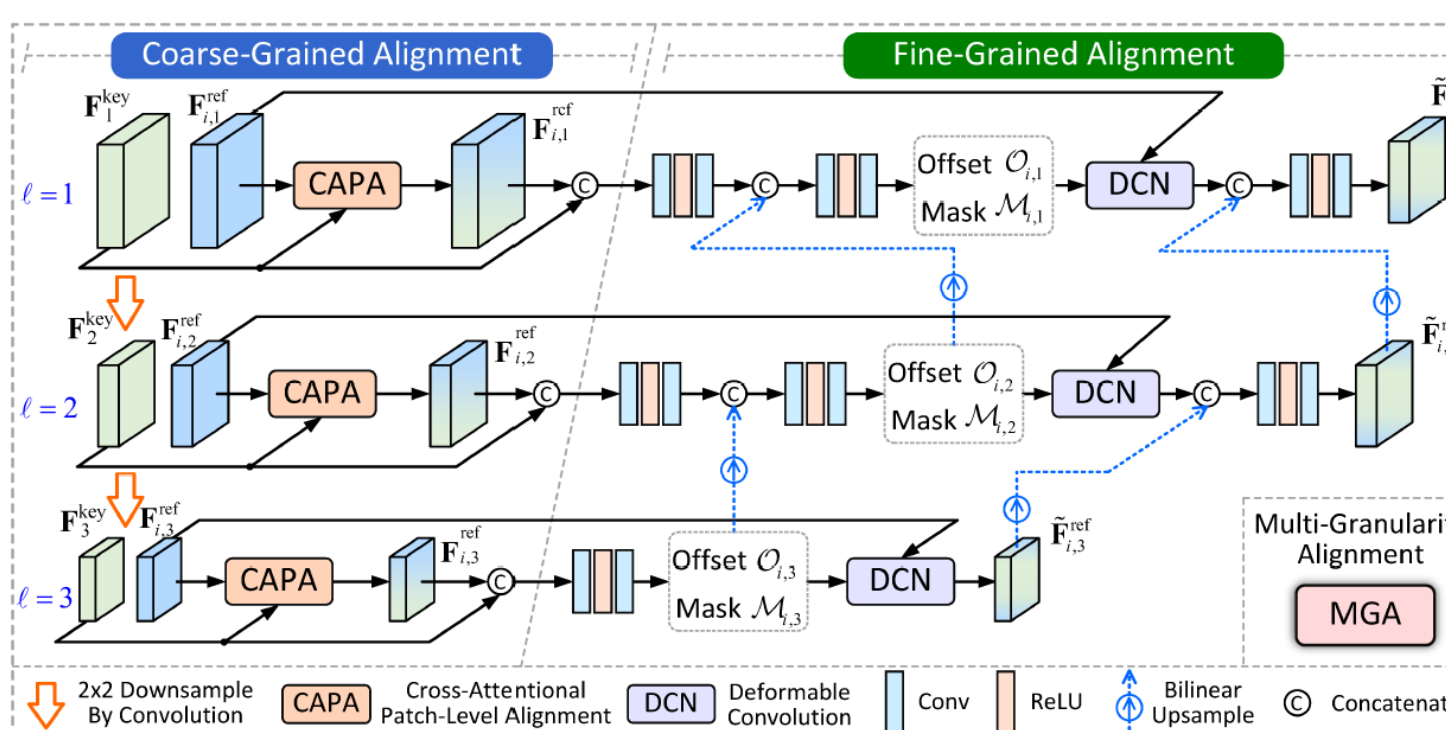 Coarse-Grained Alignment
Fine-Grained Alignment
F₁ᵏᵉʸ
Fᵢ,₁ʳᵉᶠ
Fᵢ,₁ʳᵉᶠ
F̃
ℓ = 1
CAPA
C
C
Offset 𝒪ᵢ,₁
Mask ℳᵢ,₁
DCN
C
F₂ᵏᵉʸ
Fᵢ,₂ʳᵉᶠ
Fᵢ,₂ʳᵉᶠ
ℓ = 2
CAPA
C
C
Offset 𝒪ᵢ,₂
Mask ℳᵢ,₂
DCN
C
F₃ᵏᵉʸ
Fᵢ,₃ʳᵉᶠ
Fᵢ,₃ʳᵉᶠ
ℓ = 3
CAPA
C
Offset 𝒪ᵢ,₃
Mask ℳᵢ,₃
DCN
F̃ᵢ,₃ʳᵉᶠ
Alignment
MGA
2x2 Downsample
By Convolution
CAPA
Cross-Attentional
Patch-Level Alignment
DCN
Deformable
Convolution
Conv
ReLU
Bilinear
Upsample
C